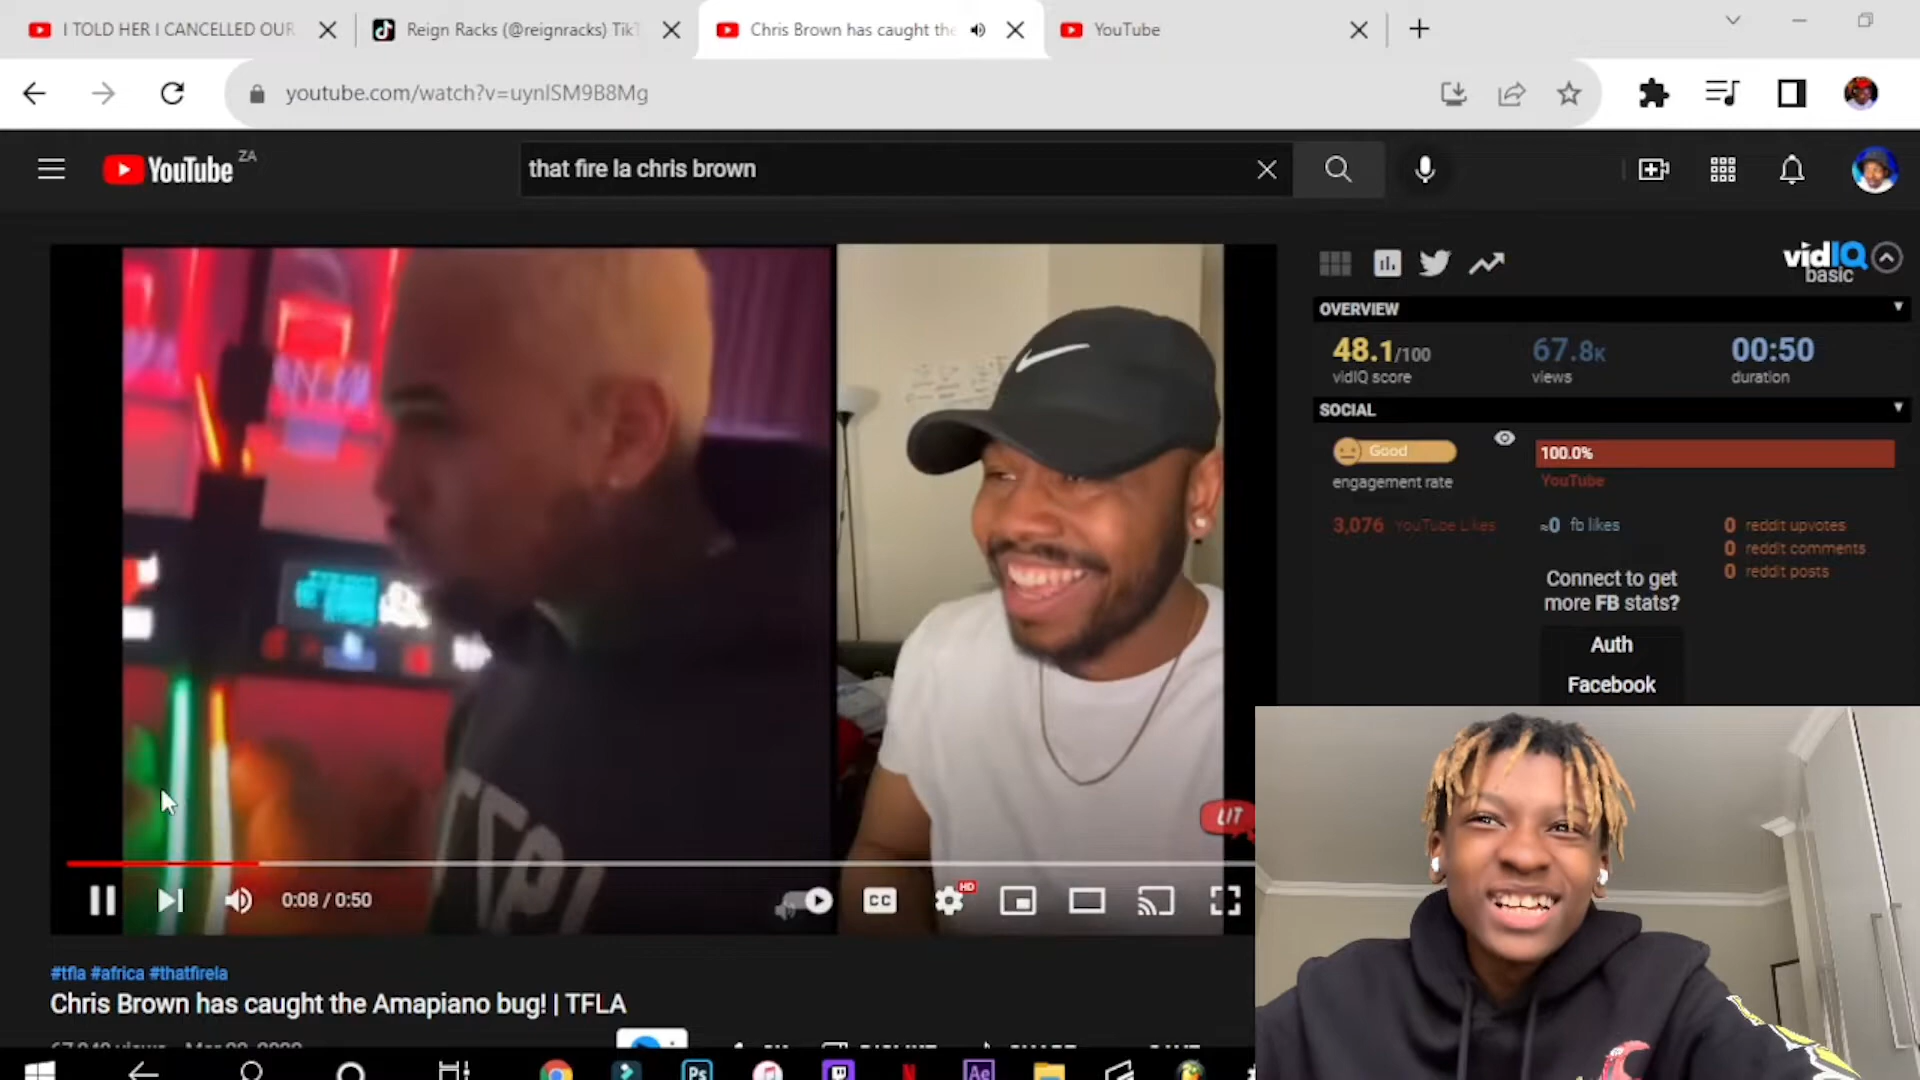 I TOLD HER I CANCELLED OUR
Reign Racks (@reignracks) Tik
Chris Brown has caught the
YouTube
youtube.com/watch?v=uynlSM9B8Mg
YouTube ZA
that fire la chris brown
vidIQ
basic
OVERVIEW
48.1/100
vidIQ score
67.8K
views
00:50
duration
SOCIAL
Good
engagement rate
100.0%
YouTube
3,076 YouTube Likes
≈0 fb likes
0 reddit upvotes
0 reddit comments
0 reddit posts
Connect to get
more FB stats?
Auth
Facebook
LIT
0:08 / 0:50
CC
HD
#tfla #africa #thatfirela
Chris Brown has caught the Amapiano bug! | TFLA
Ps
Ae